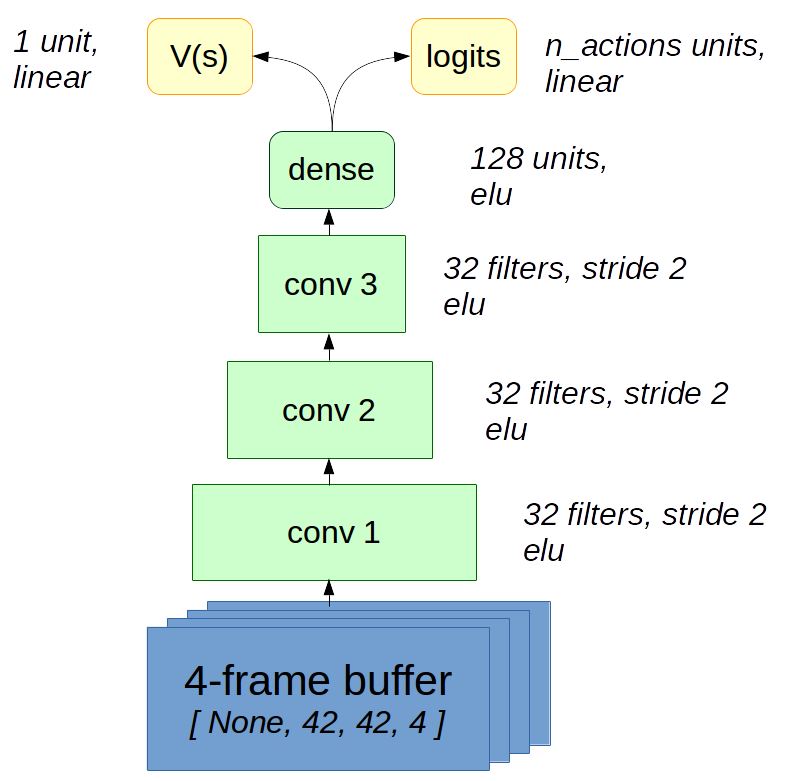 1 unit,
linear
V(s)
logits
n_actions units,
linear
dense
128 units,
elu
conv 3
32 filters, stride 2
elu
conv 2
32 filters, stride 2
elu
conv 1
32 filters, stride 2
elu
4-frame buffer
[ None, 42, 42, 4 ]